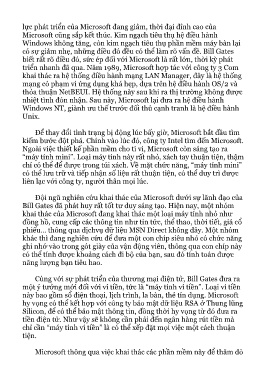 lực phát triển của Microsoft đang giảm, thời đại đỉnh cao của
Microsoft cũng sắp kết thúc. Kim ngạch tiêu thụ hệ điều hành
Windows không tăng, còn kim ngạch tiêu thụ phần mềm máy bàn lại
có sự giảm nhẹ, những điều đó đều có thể làm rõ vấn đề. Bill Gates
biết rất rõ điều đó, sức ép đối với Microsoft là rất lớn, thời kỳ phát
triển nhanh đã qua. Năm 1989, Microsoft hợp tác với công ty 3 Com
khai thác ra hệ thống điều hành mạng LAN Manager, đây là hệ thống
mạng có phạm vi ứng dụng khá hẹp, dựa trên hệ điều hành OS/2 và
thỏa thuận NetBEUI. Hệ thống này sau khi ra thị trường không được
nhiệt tình đón nhận. Sau này, Microsoft lại đưa ra hệ điều hành
Windows NT, giành ưu thế trước đối thủ cạnh tranh là hệ điều hành
Unix.
Để thay đổi tình trạng bị động lúc bấy giờ, Microsoft bắt đầu tìm
kiếm bước đột phá. Chính vào lúc đó, công ty Intel tìm đến Microsoft.
Ngoài việc thiết kế phần mềm cho ti vi, Microsoft còn sáng tạo ra
“máy tính mini”. Loại máy tính này rất nhỏ, xách tay thuận tiện, thậm
chí có thể để được trong túi xách. Về mặt chức năng, “máy tính mini”
có thể lưu trữ và tiếp nhận số liệu rất thuận tiện, có thể duy trì được
liên lạc với công ty, người thân mọi lúc.
Đội ngũ nghiên cứu khai thác của Microsoft dưới sự lãnh đạo của
Bill Gates đã phát huy rất tốt tư duy sáng tạo. Hiện nay, một nhóm
khai thác của Microsoft đang khai thác một loại máy tính nhỏ như
đồng hồ, cung cấp các thông tin như tin tức, thể thao, thời tiết, giá cổ
phiếu... thông qua dịch vụ dữ liệu MSN Direct không dây. Một nhóm
khác thì đang nghiên cứu để đưa một con chip siêu nhỏ có chức năng
ghi nhớ vào trong gót giày của vận động viên, thông qua con chip này
có thể tính được khoảng cách đi bộ của bạn, sau đó tính toán được
năng lượng bạn tiêu hao.
Cùng với sự phát triển của thương mại điện tử, Bill Gates đưa ra
một ý tưởng mới đối với ví tiền, tức là “máy tính ví tiền”. Loại ví tiền
này bao gồm số điện thoại, lịch trình, la bàn, thẻ tín dụng. Microsoft
hy vọng có thể kết hợp với công ty bảo mật dữ liệu RSA ở Thung lũng
Silicon, để có thể bảo mật thông tin, đồng thời hy vọng từ đó đưa ra
tiền điện tử. Như vậy sẽ không cần phải đến ngân hàng rút tiền mà
chỉ cần “máy tính ví tiền” là có thể xếp đặt mọi việc một cách thuận
tiện.
Microsoft thông qua việc khai thác các phần mềm này để thăm dò